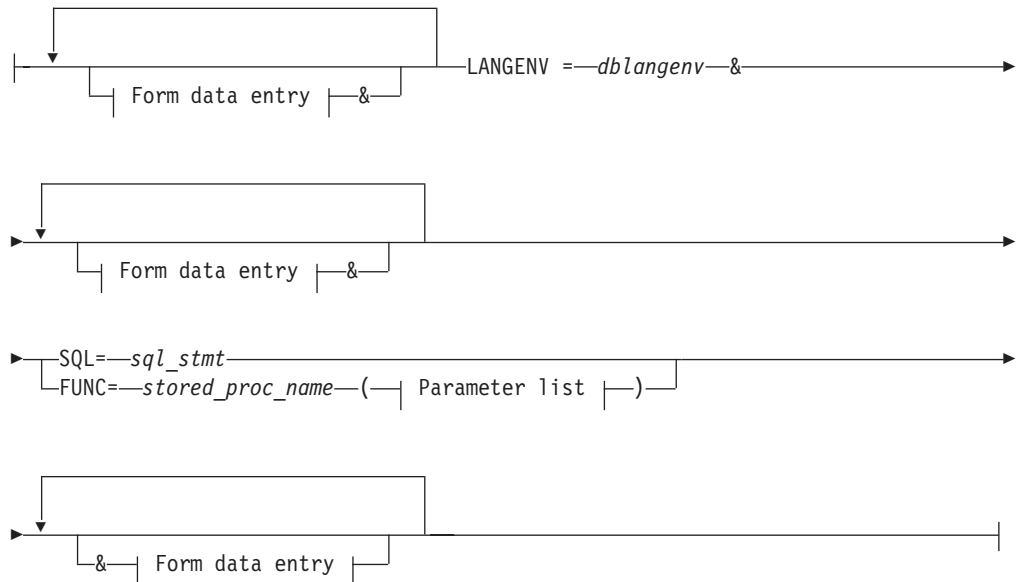 LANGENV = dblangenv &
Form data entry &
Form data entry &
SQL= sql_stmt
FUNC= stored_proc_name ( Parameter list )
& Form data entry